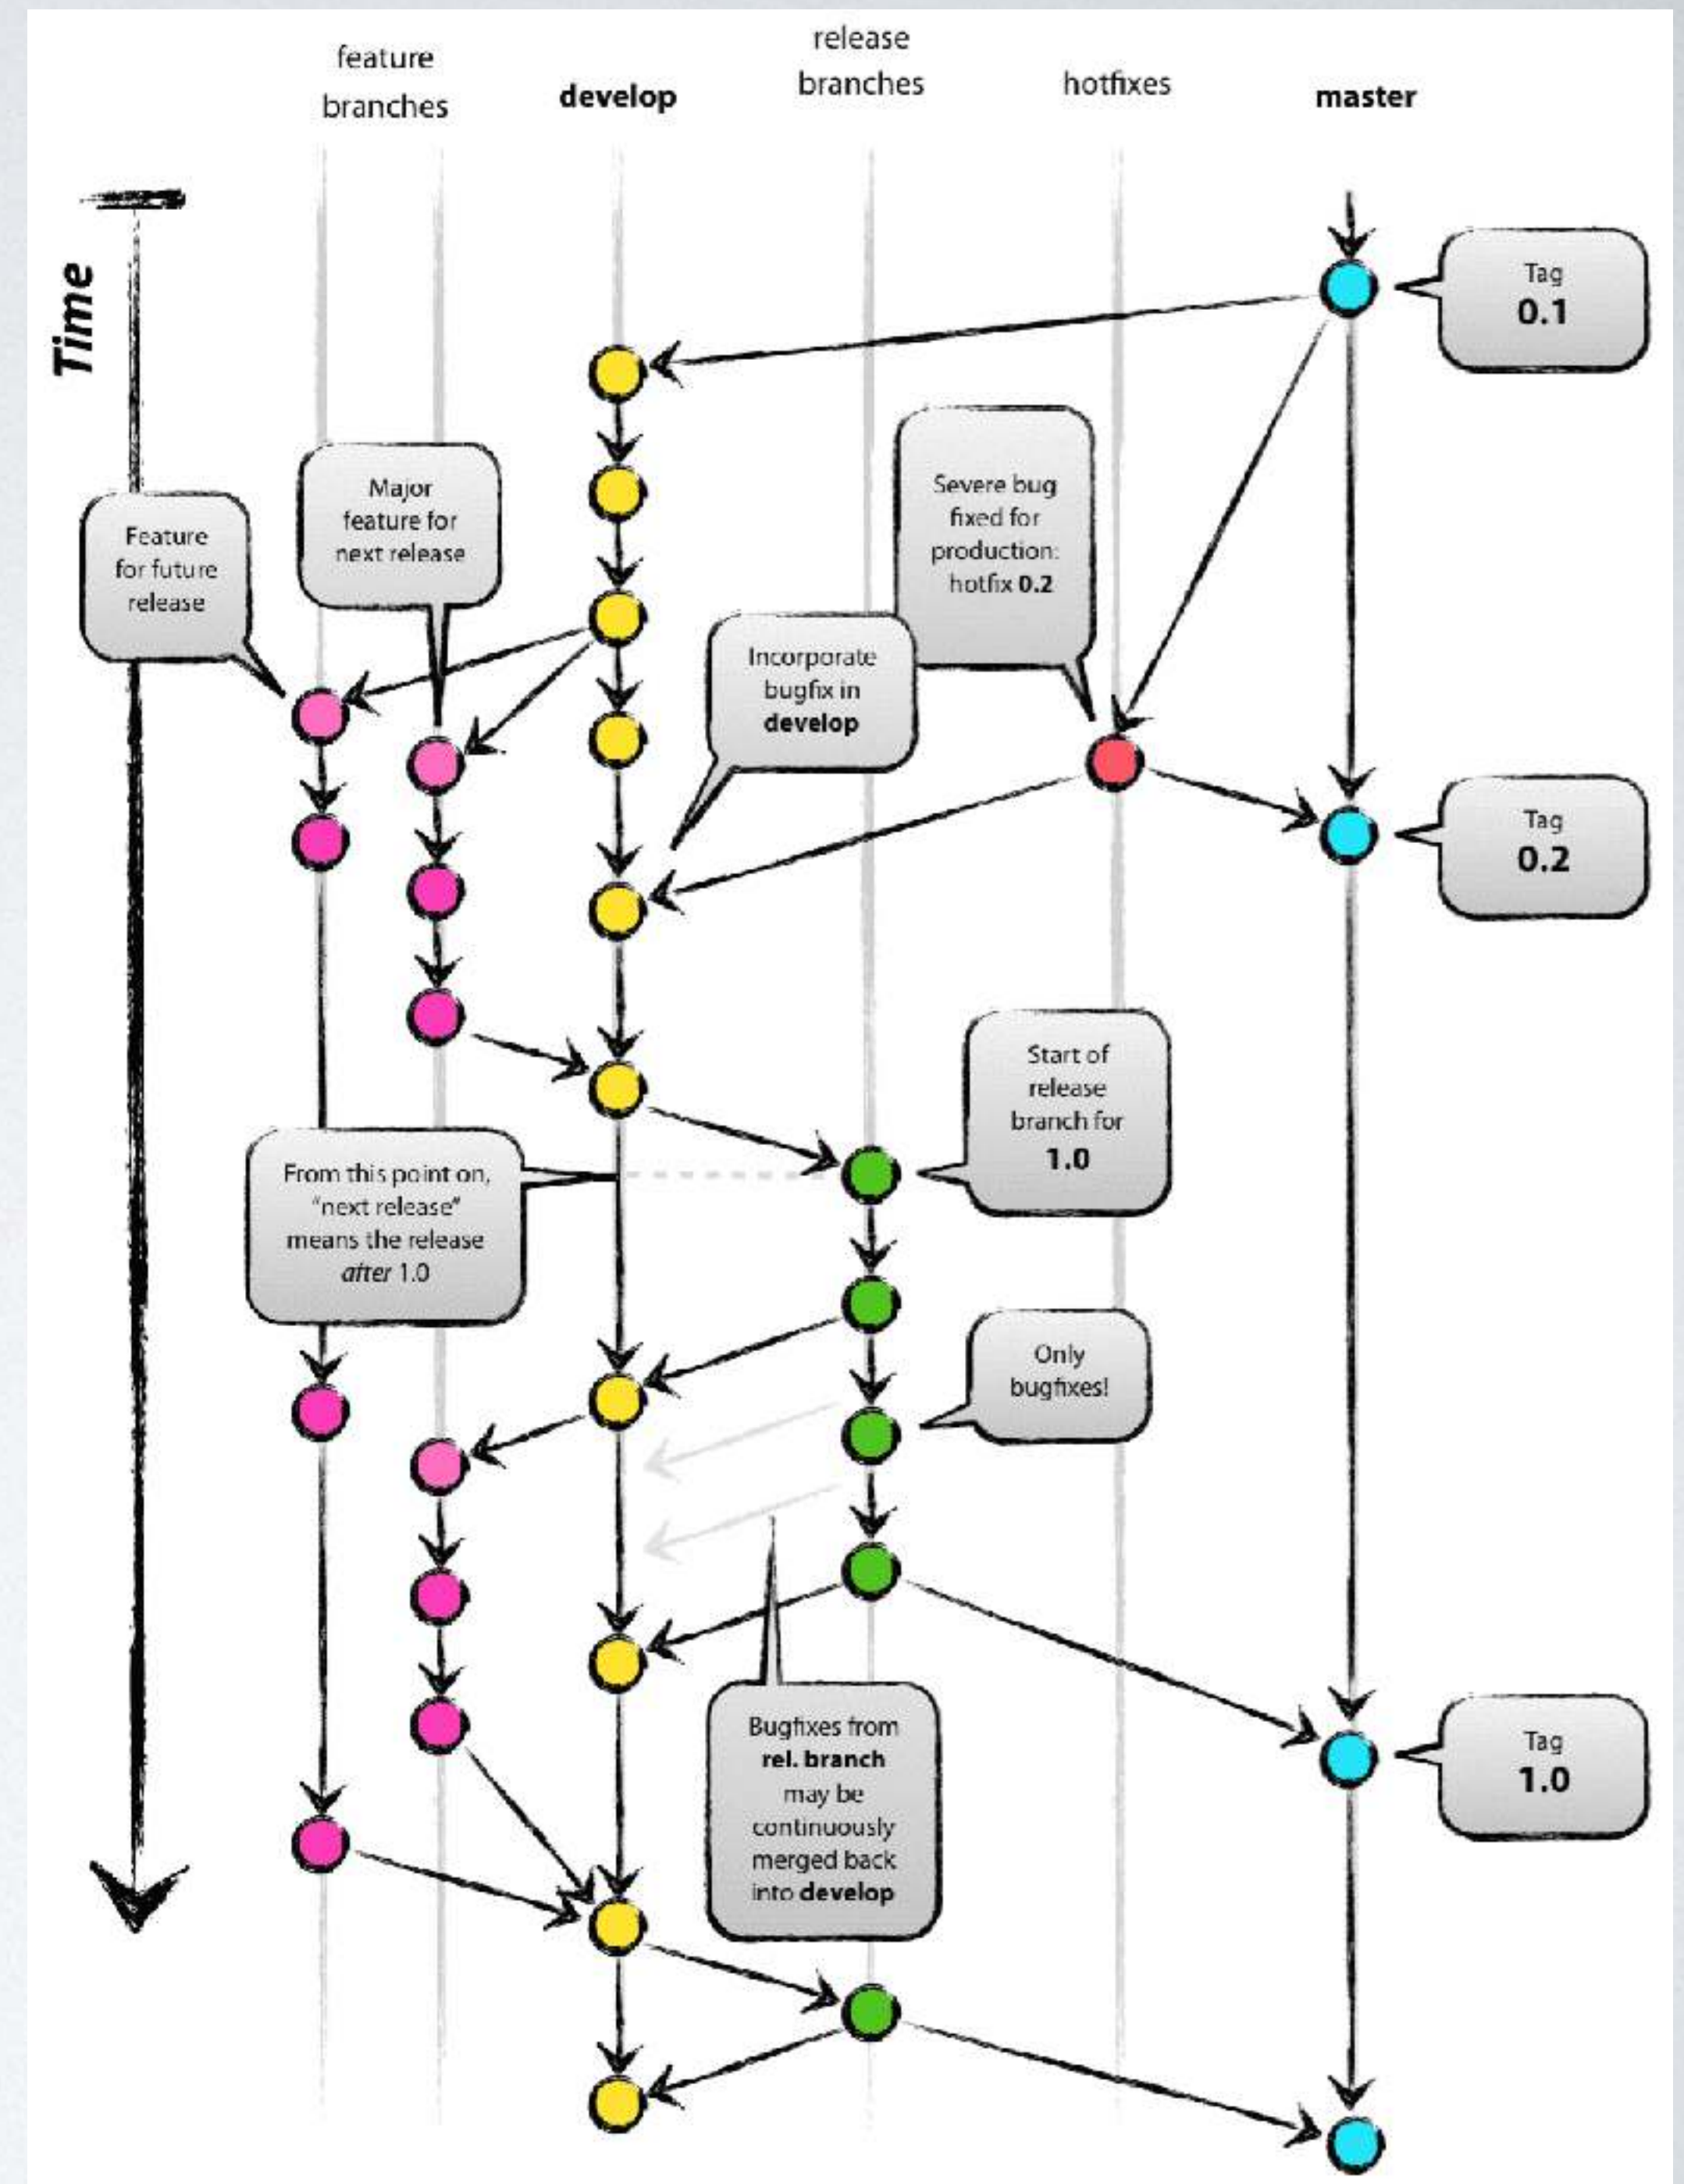 feature
branches
develop
release
branches
hotfixes
master
Time
Tag
0.1
Major
feature for
next release
Feature
for future
release
Severe bug
fixed for
production:
hotfix 0.2
Incorporate
bugfix in
develop
Tag
0.2
Start of
release
branch for
1.0
From this point on,
“next release”
means the release
after 1.0
Only
bugfixes!
Bugfixes from
rel. branch
may be
continuously
merged back
into develop
Tag
1.0